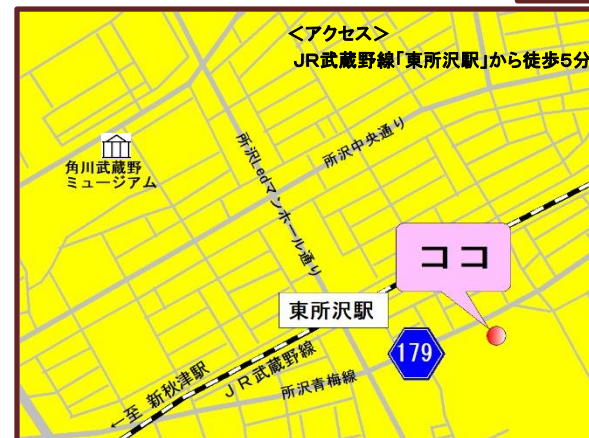 ＜アクセス＞
ＪＲ武蔵野線「東所沢駅」から徒歩５分
角川武蔵野
ミュージアム
所沢Ledマンホール通り
所沢中央通り
ココ
東所沢駅
179
ＪＲ武蔵野線
所沢青梅線
←至 新秋津駅